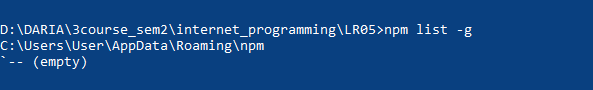 D:\DARIA\3course_sem2\internet_programming\LR05>npm list -g
C:\Users\User\AppData\Roaming\npm
`-- (empty)